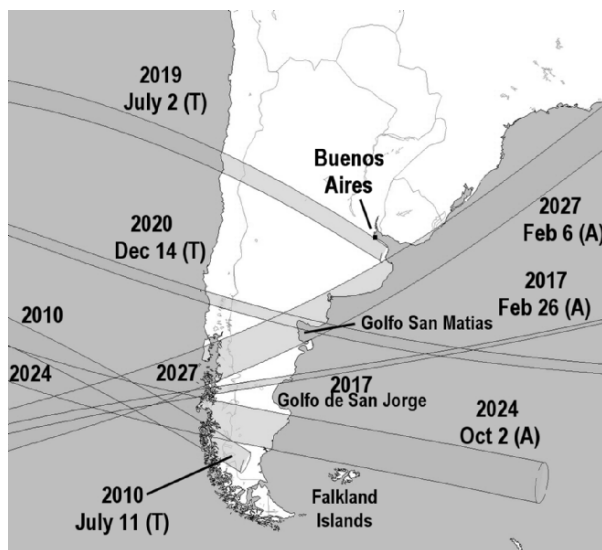 2019
July 2 (T)
Buenos
Aires
2020
Dec 14 (T)
2027
Feb 6 (A)
2017
Feb 26 (A)
2010
Golfo San Matias
2024
2027
2017
Golfo de San Jorge
2024
Oct 2 (A)
2010
July 11 (T)
Falkland
Islands